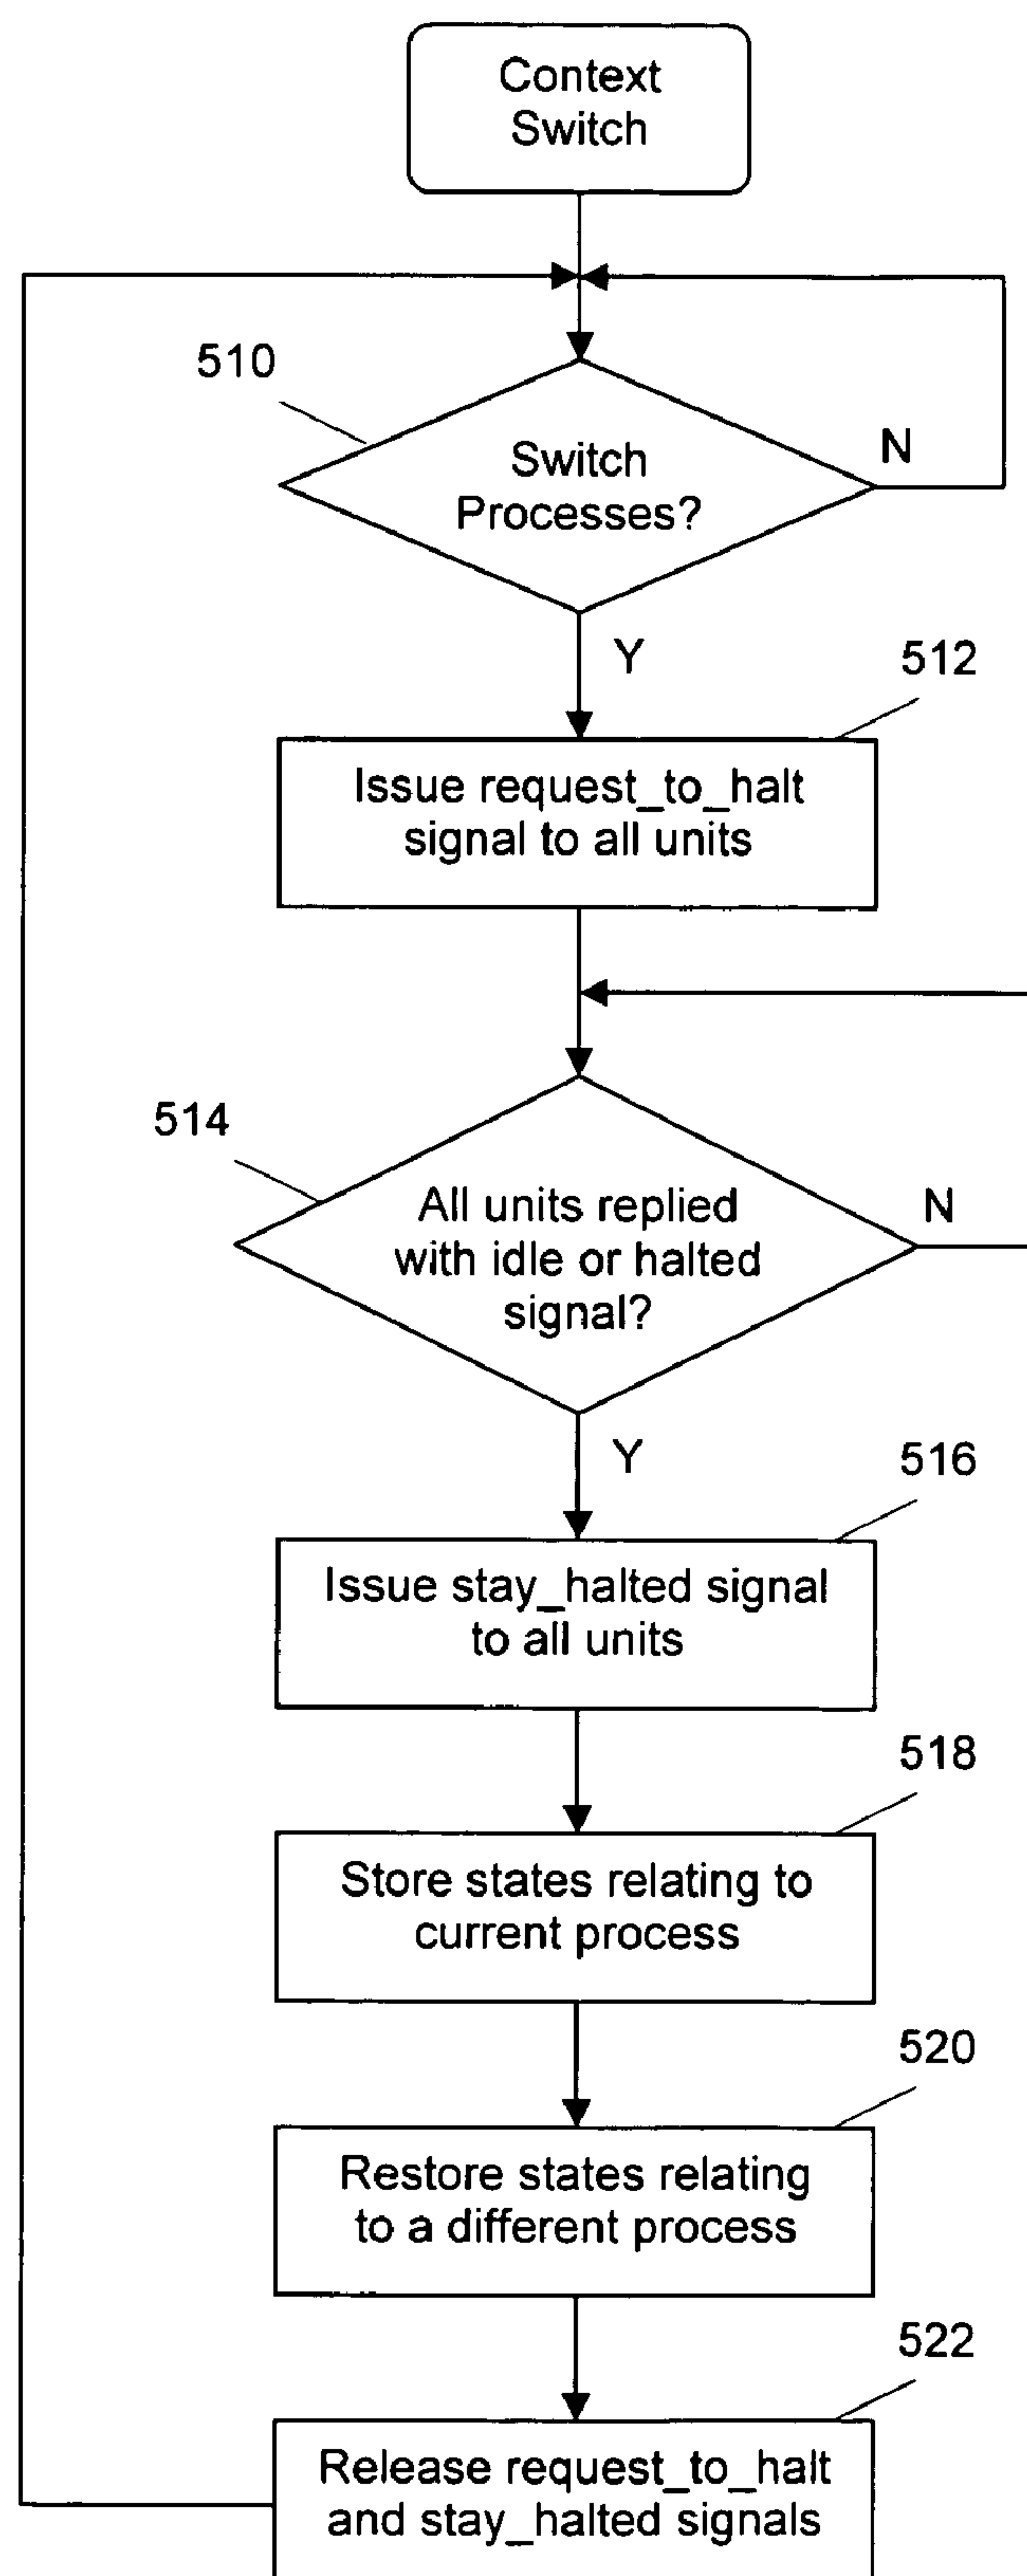 Context
Switch
510
Switch
Processes?
N
Y
512
Issue request_to_halt
signal to all units
514
All units replied
with idle or halted
signal?
N
Y
516
Issue stay_halted signal
to all units
518
Store states relating to
current process
520
Restore states relating
to a different process
522
Release request_to_halt
and stay_halted signals